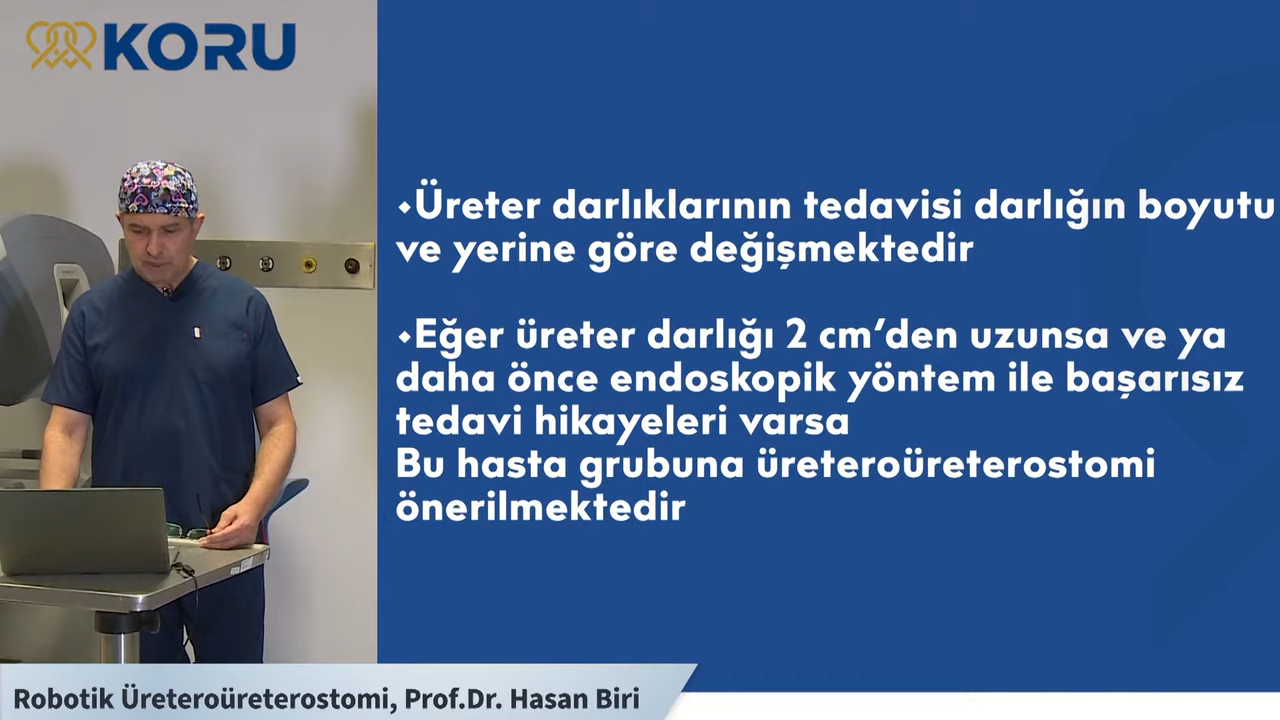 KORU
•Üreter darlıklarının tedavisi darlığın boyutu
ve yerine göre değişmektedir
•Eğer üreter darlığı 2 cm’den uzunsa ve ya
daha önce endoskopik yöntem ile başarısız
tedavi hikayeleri varsa
Bu hasta grubuna üreteroüreterostomi
önerilmektedir
Robotik Üreteroüreterostomi, Prof.Dr. Hasan Biri